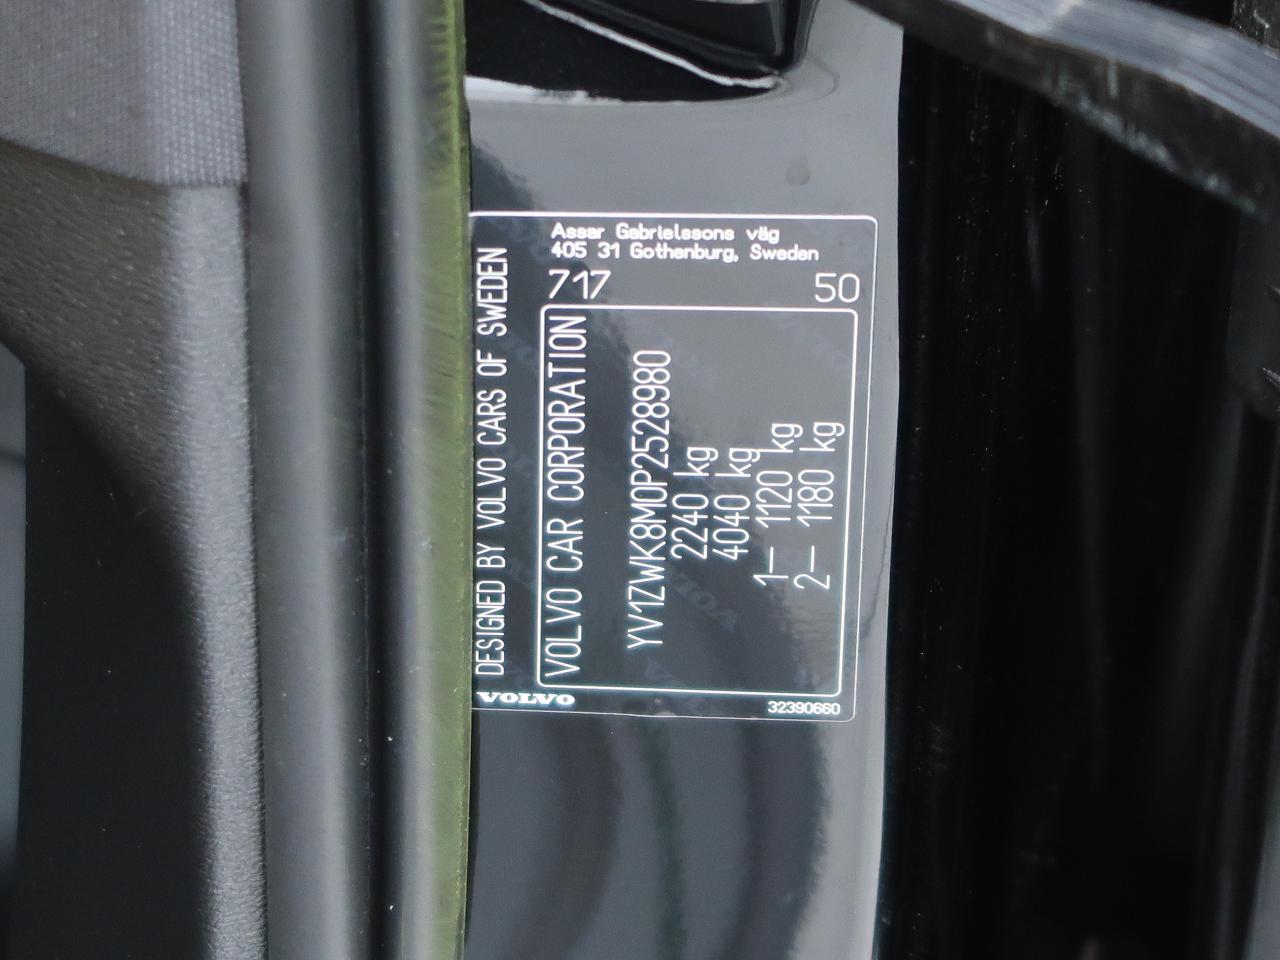 Assar Gabrielssons väg
405 31 Gothenburg, Sweden
717 50
DESIGNED BY VOLVO CARS OF SWEDEN
VOLVO CAR CORPORATION
YV1ZWK8M0P2528980
2240 kg
4040 kg
1– 1120 kg
2– 1180 kg
VOLVO
32390660